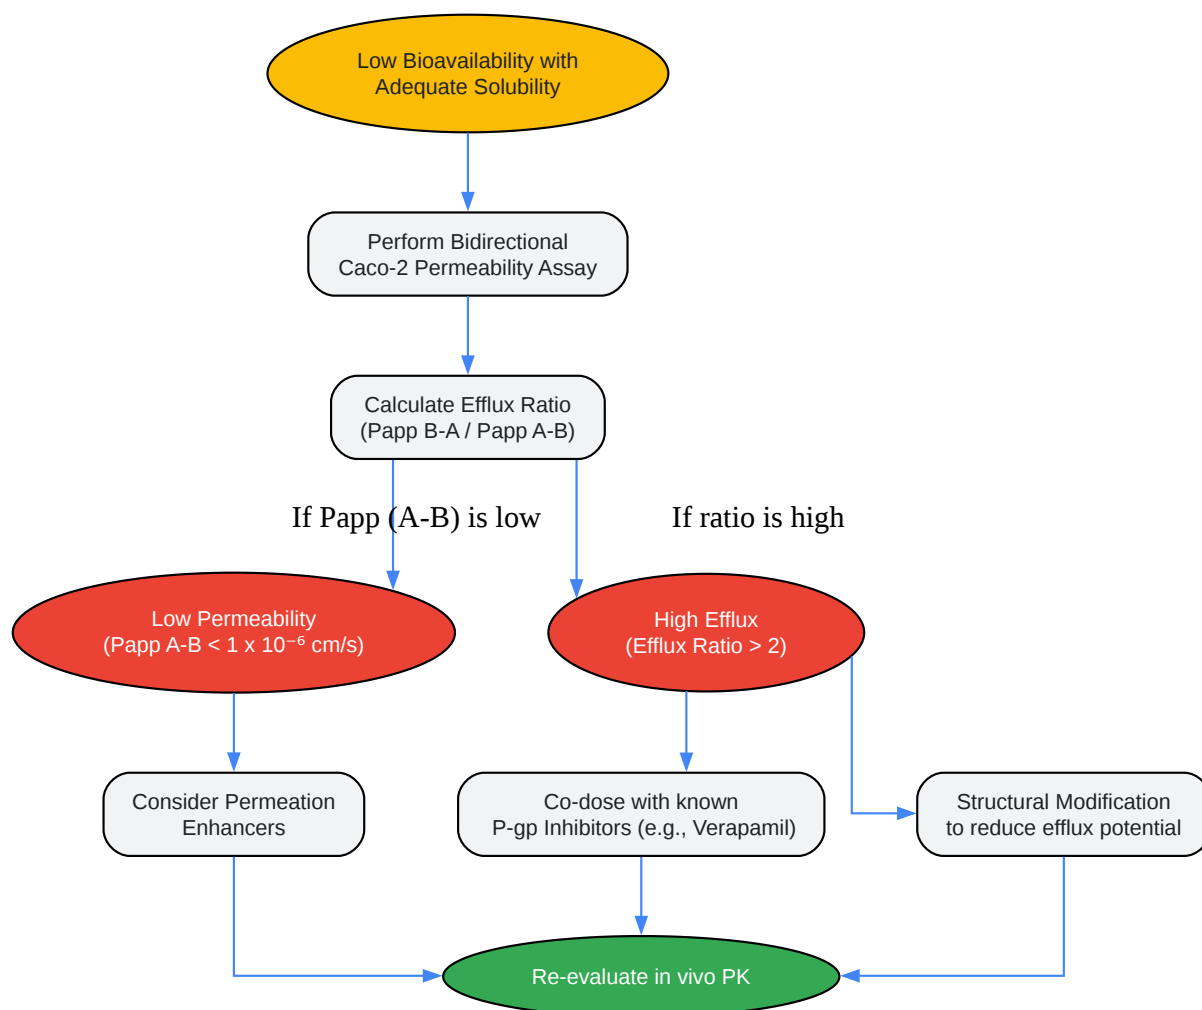 Low Bioavailability with
Adequate Solubility
Perform Bidirectional
Caco-2 Permeability Assay
Calculate Efflux Ratio
(Papp B-A / Papp A-B)
If Papp (A-B) is low
If ratio is high
Low Permeability
(Papp A-B < 1 x 10⁻⁶ cm/s)
High Efflux
(Efflux Ratio > 2)
Consider Permeation
Enhancers
Co-dose with known
P-gp Inhibitors (e.g., Verapamil)
Structural Modification
to reduce efflux potential
Re-evaluate in vivo PK